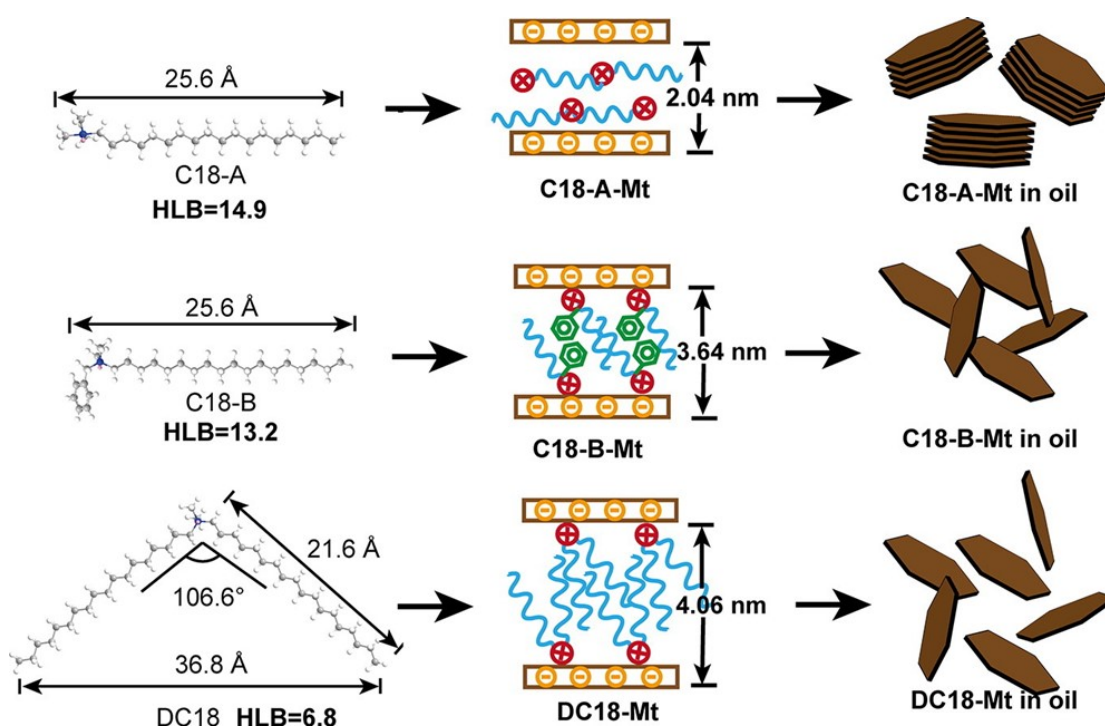 25.6 Å
C18-A
HLB=14.9
2.04 nm
C18-A-Mt
C18-A-Mt in oil
25.6 Å
C18-B
HLB=13.2
3.64 nm
C18-B-Mt
C18-B-Mt in oil
21.6 Å
106.6°
36.8 Å
DC18 HLB=6.8
4.06 nm
DC18-Mt
DC18-Mt in oil